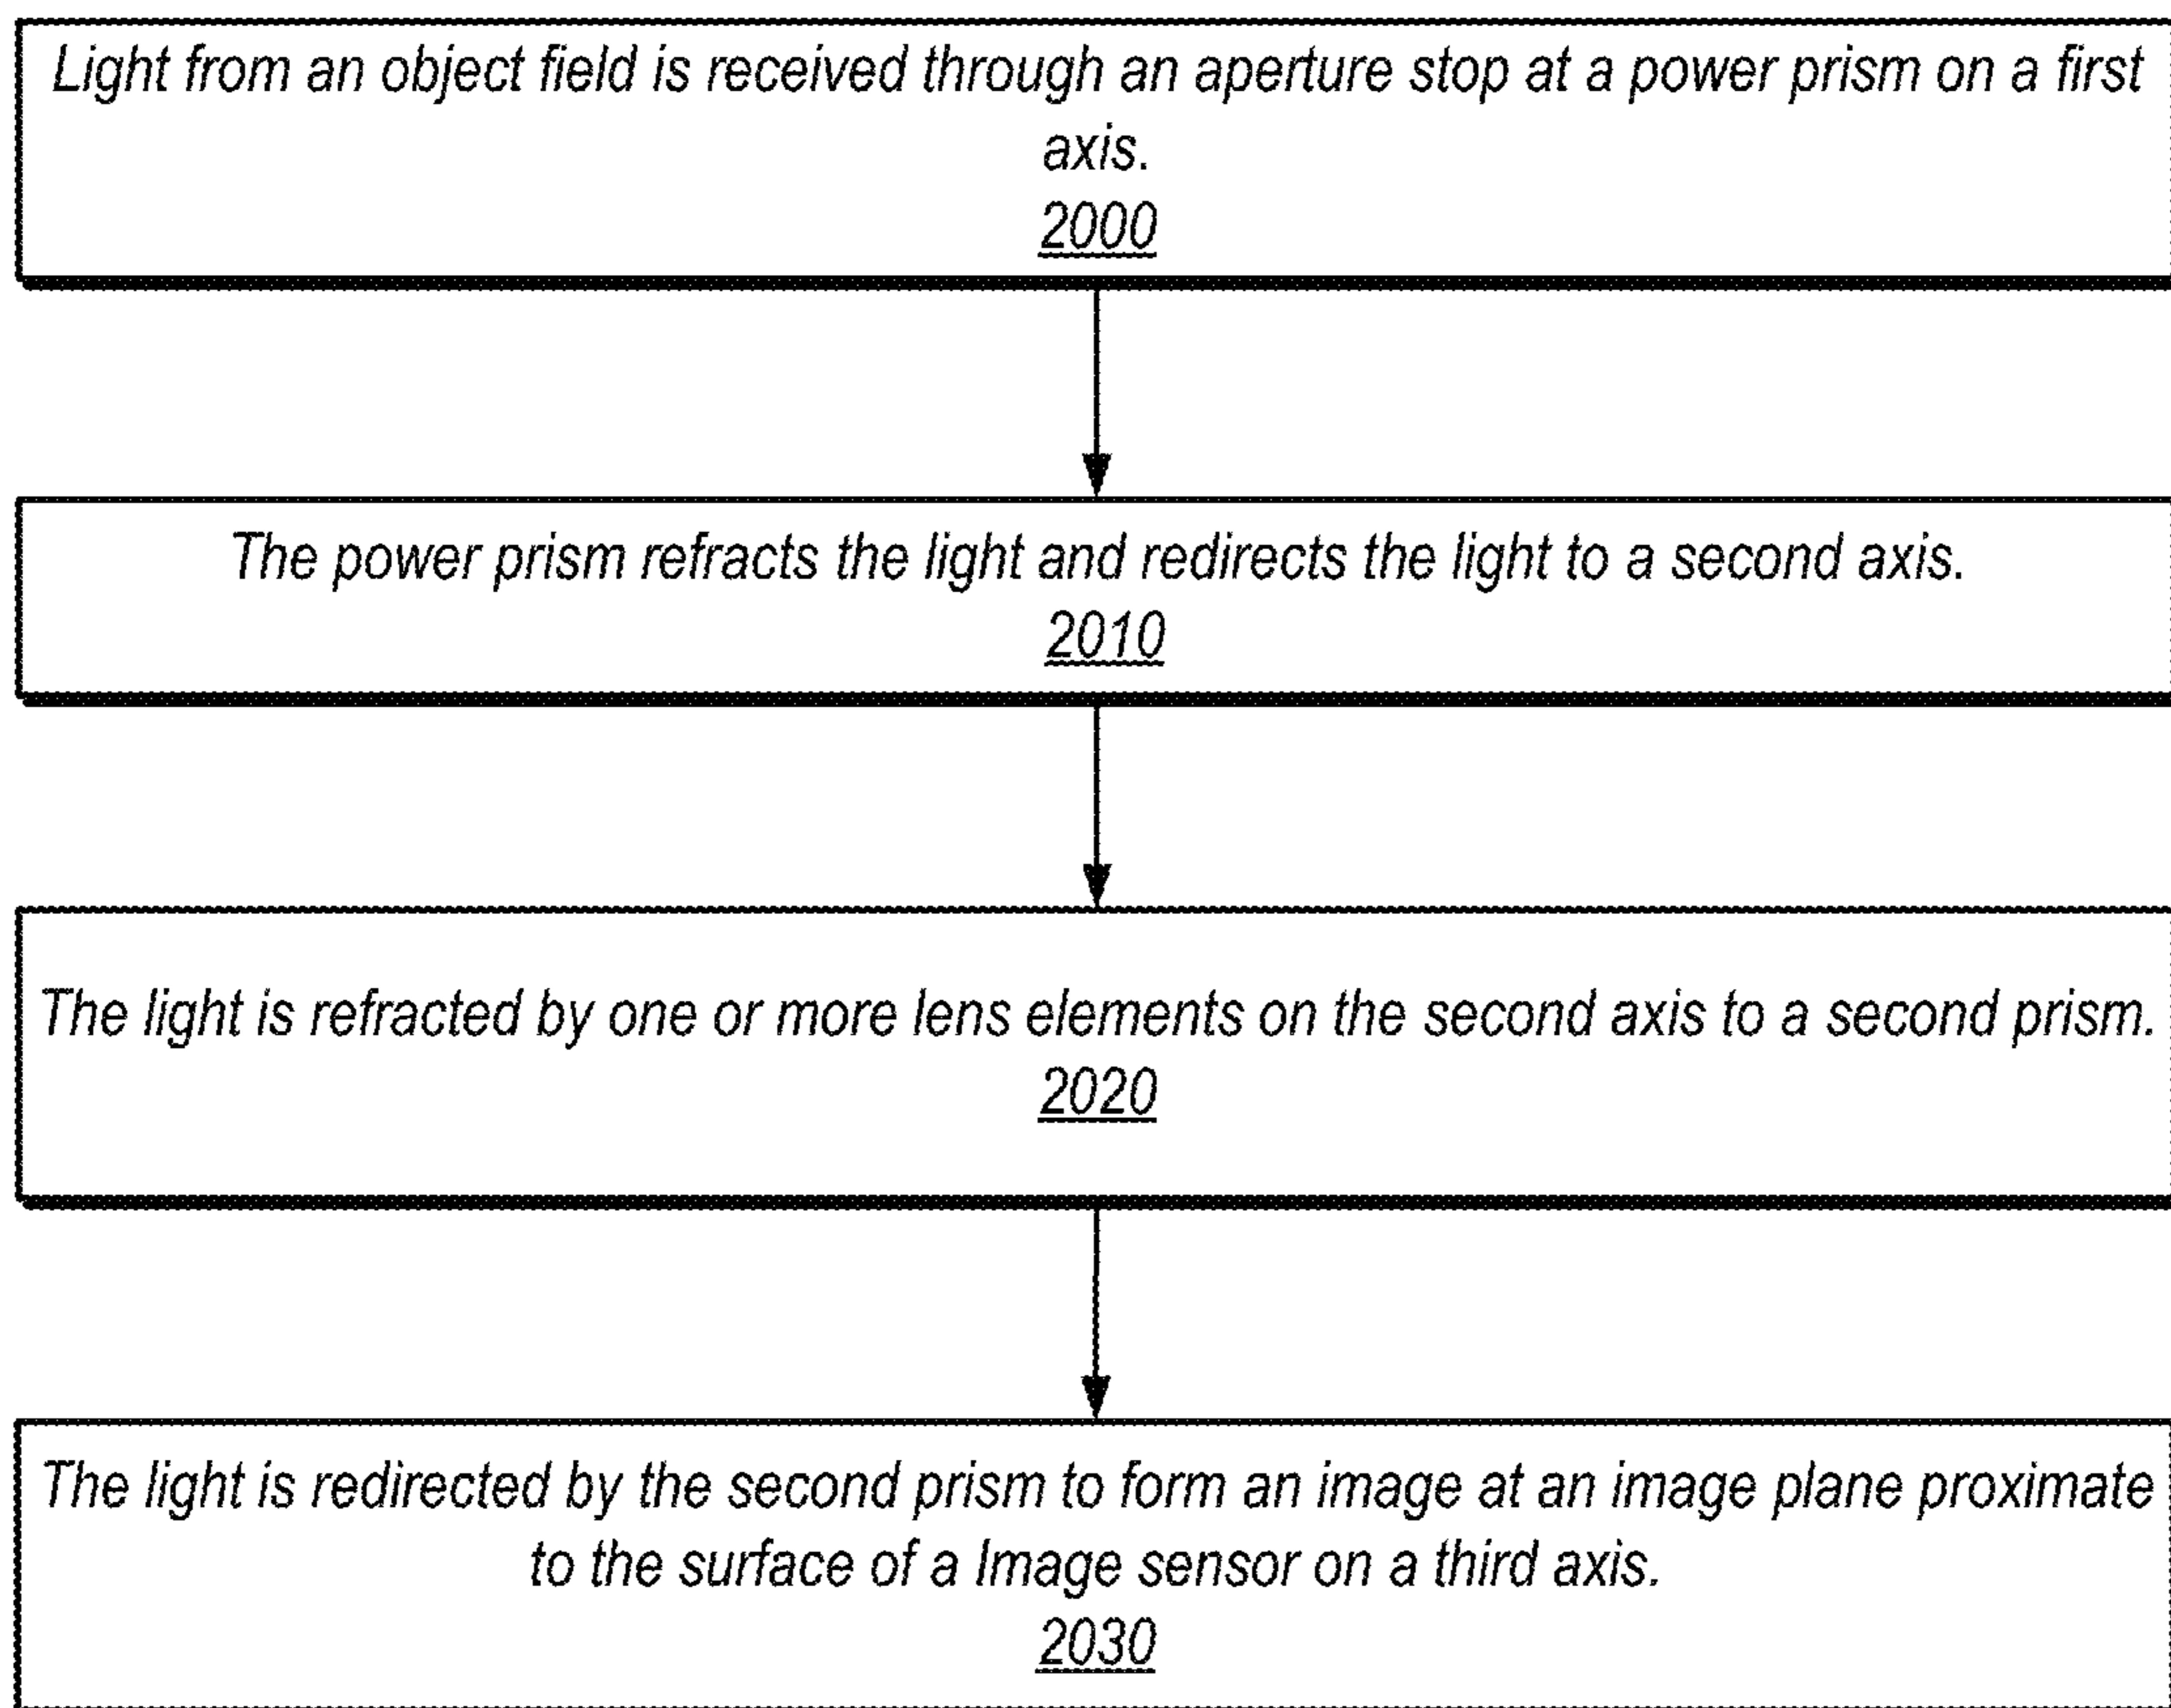 Light from an object field is received through an aperture stop at a power prism on a first
axis.
2000
The power prism refracts the light and redirects the light to a second axis.
2010
The light is refracted by one or more lens elements on the second axis to a second prism.
2020
The light is redirected by the second prism to form an image at an image plane proximate
to the surface of a Image sensor on a third axis.
2030